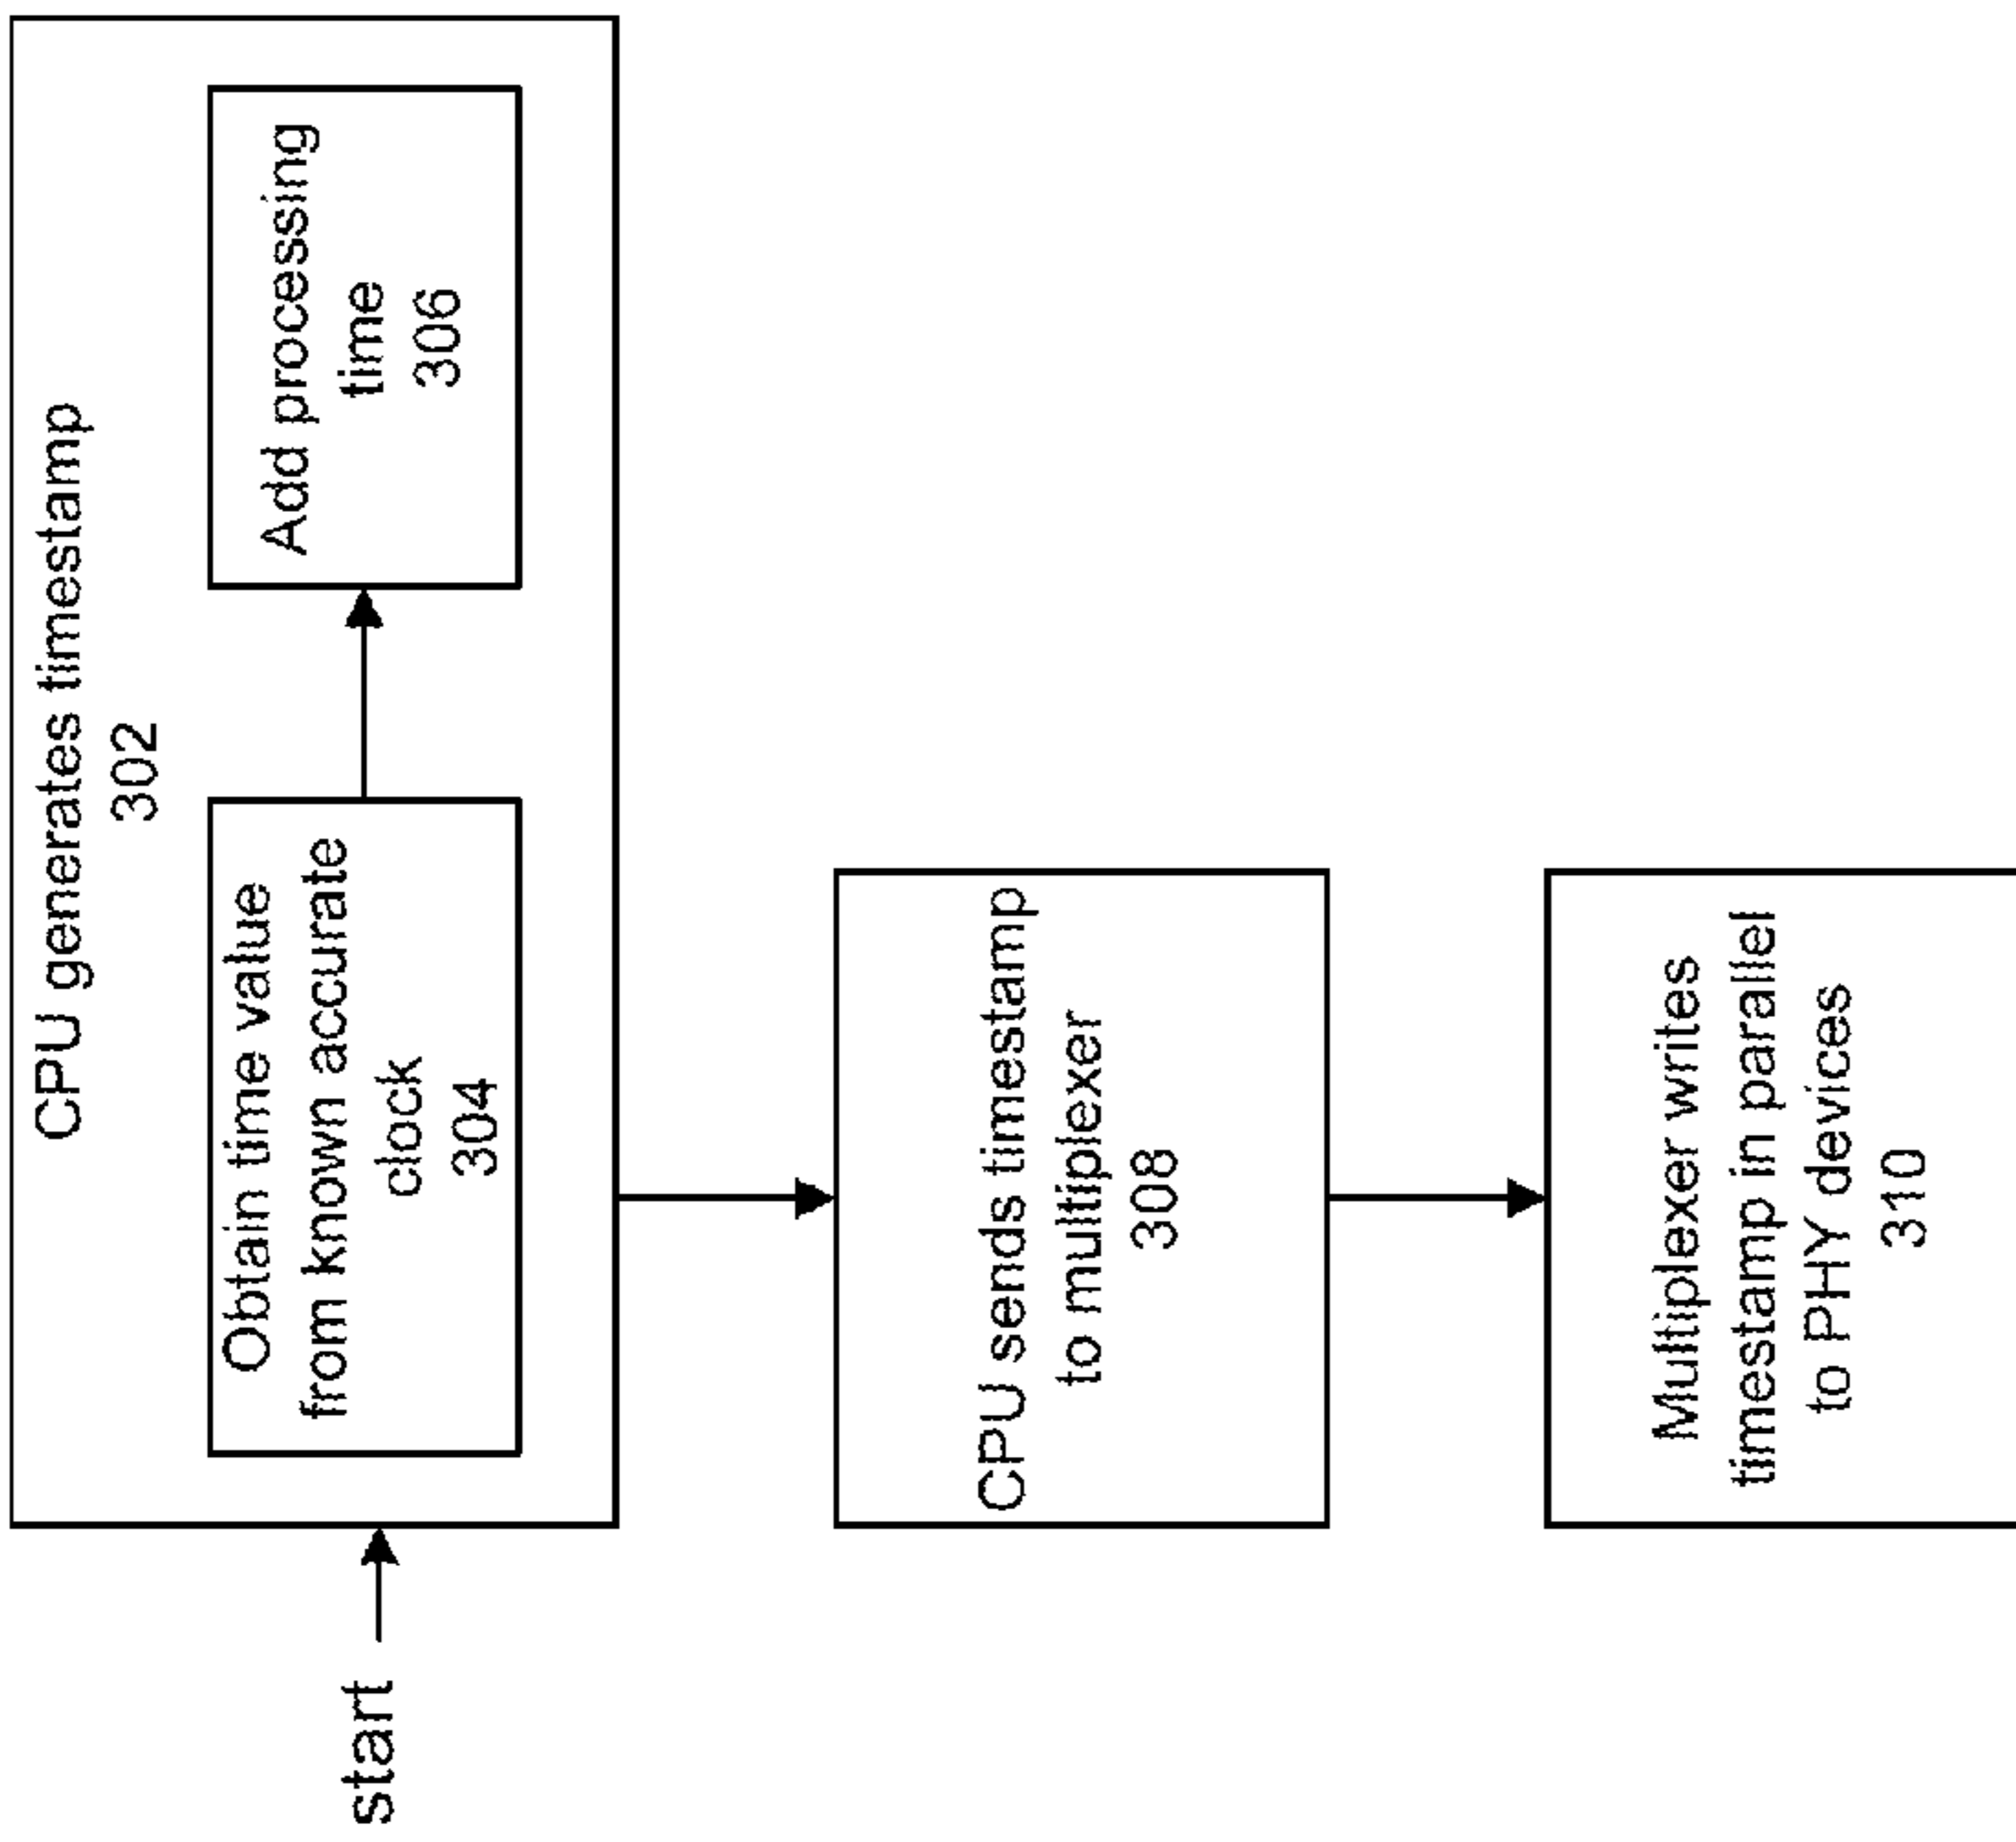 start
CPU generates timestamp
302
Obtain time value
from known accurate
clock
304
Add processing
time
306
CPU sends timestamp
to multiplexer
308
Multiplexer writes
timestamp in parallel
to PHY devices
310